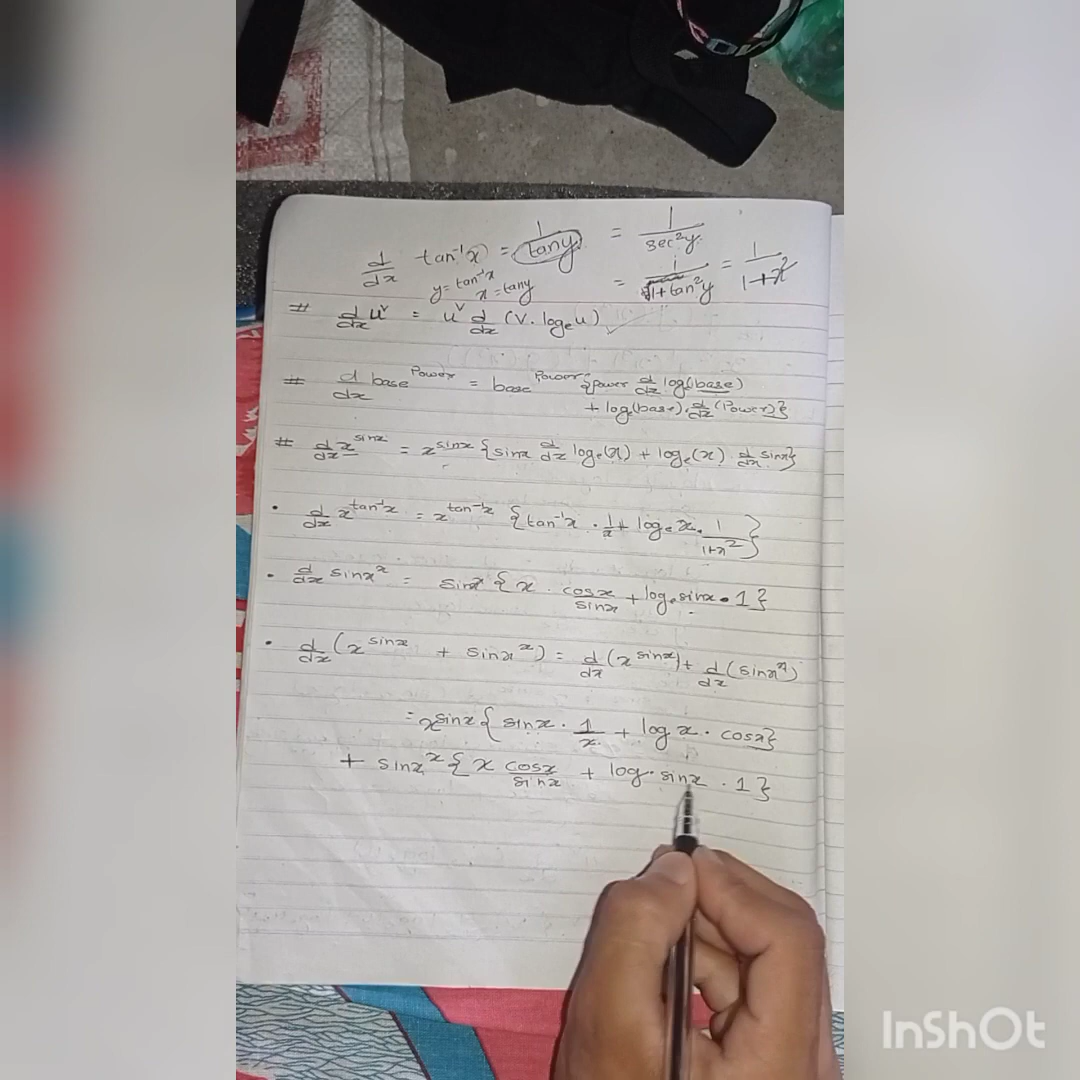 d/dx tan⁻¹x = 1/tany = 1/sec²y
y=tan⁻¹x
x=tany = 1/1+tan²y = 1/1+x²
# d/dx uᵛ = uᵛ d/dx (v. logₑu)
# d/dx base^Power = base^Power {power d/dx logₑ(base)
+ logₑ(base). d/dx (Power)}
# d/dx x^sinx = x^sinx {sinx d/dx logₑ(x) + logₑ(x). d/dx sinx}
• d/dx x^tan⁻¹x = x^tan⁻¹x {tan⁻¹x . 1/x + logₑx. 1/1+x²}
• d/dx sinx^x = sinx^x {x . cosx/sinx + logₑsinx • 1}
• d/dx (x^sinx + sinx^x) = d/dx (x^sinx) + d/dx (sinx^x)
= x^sinx {sinx . 1/x + log x . cosx}
+ sinx^x {x cosx/sinx + log. sinx . 1}
InShOt